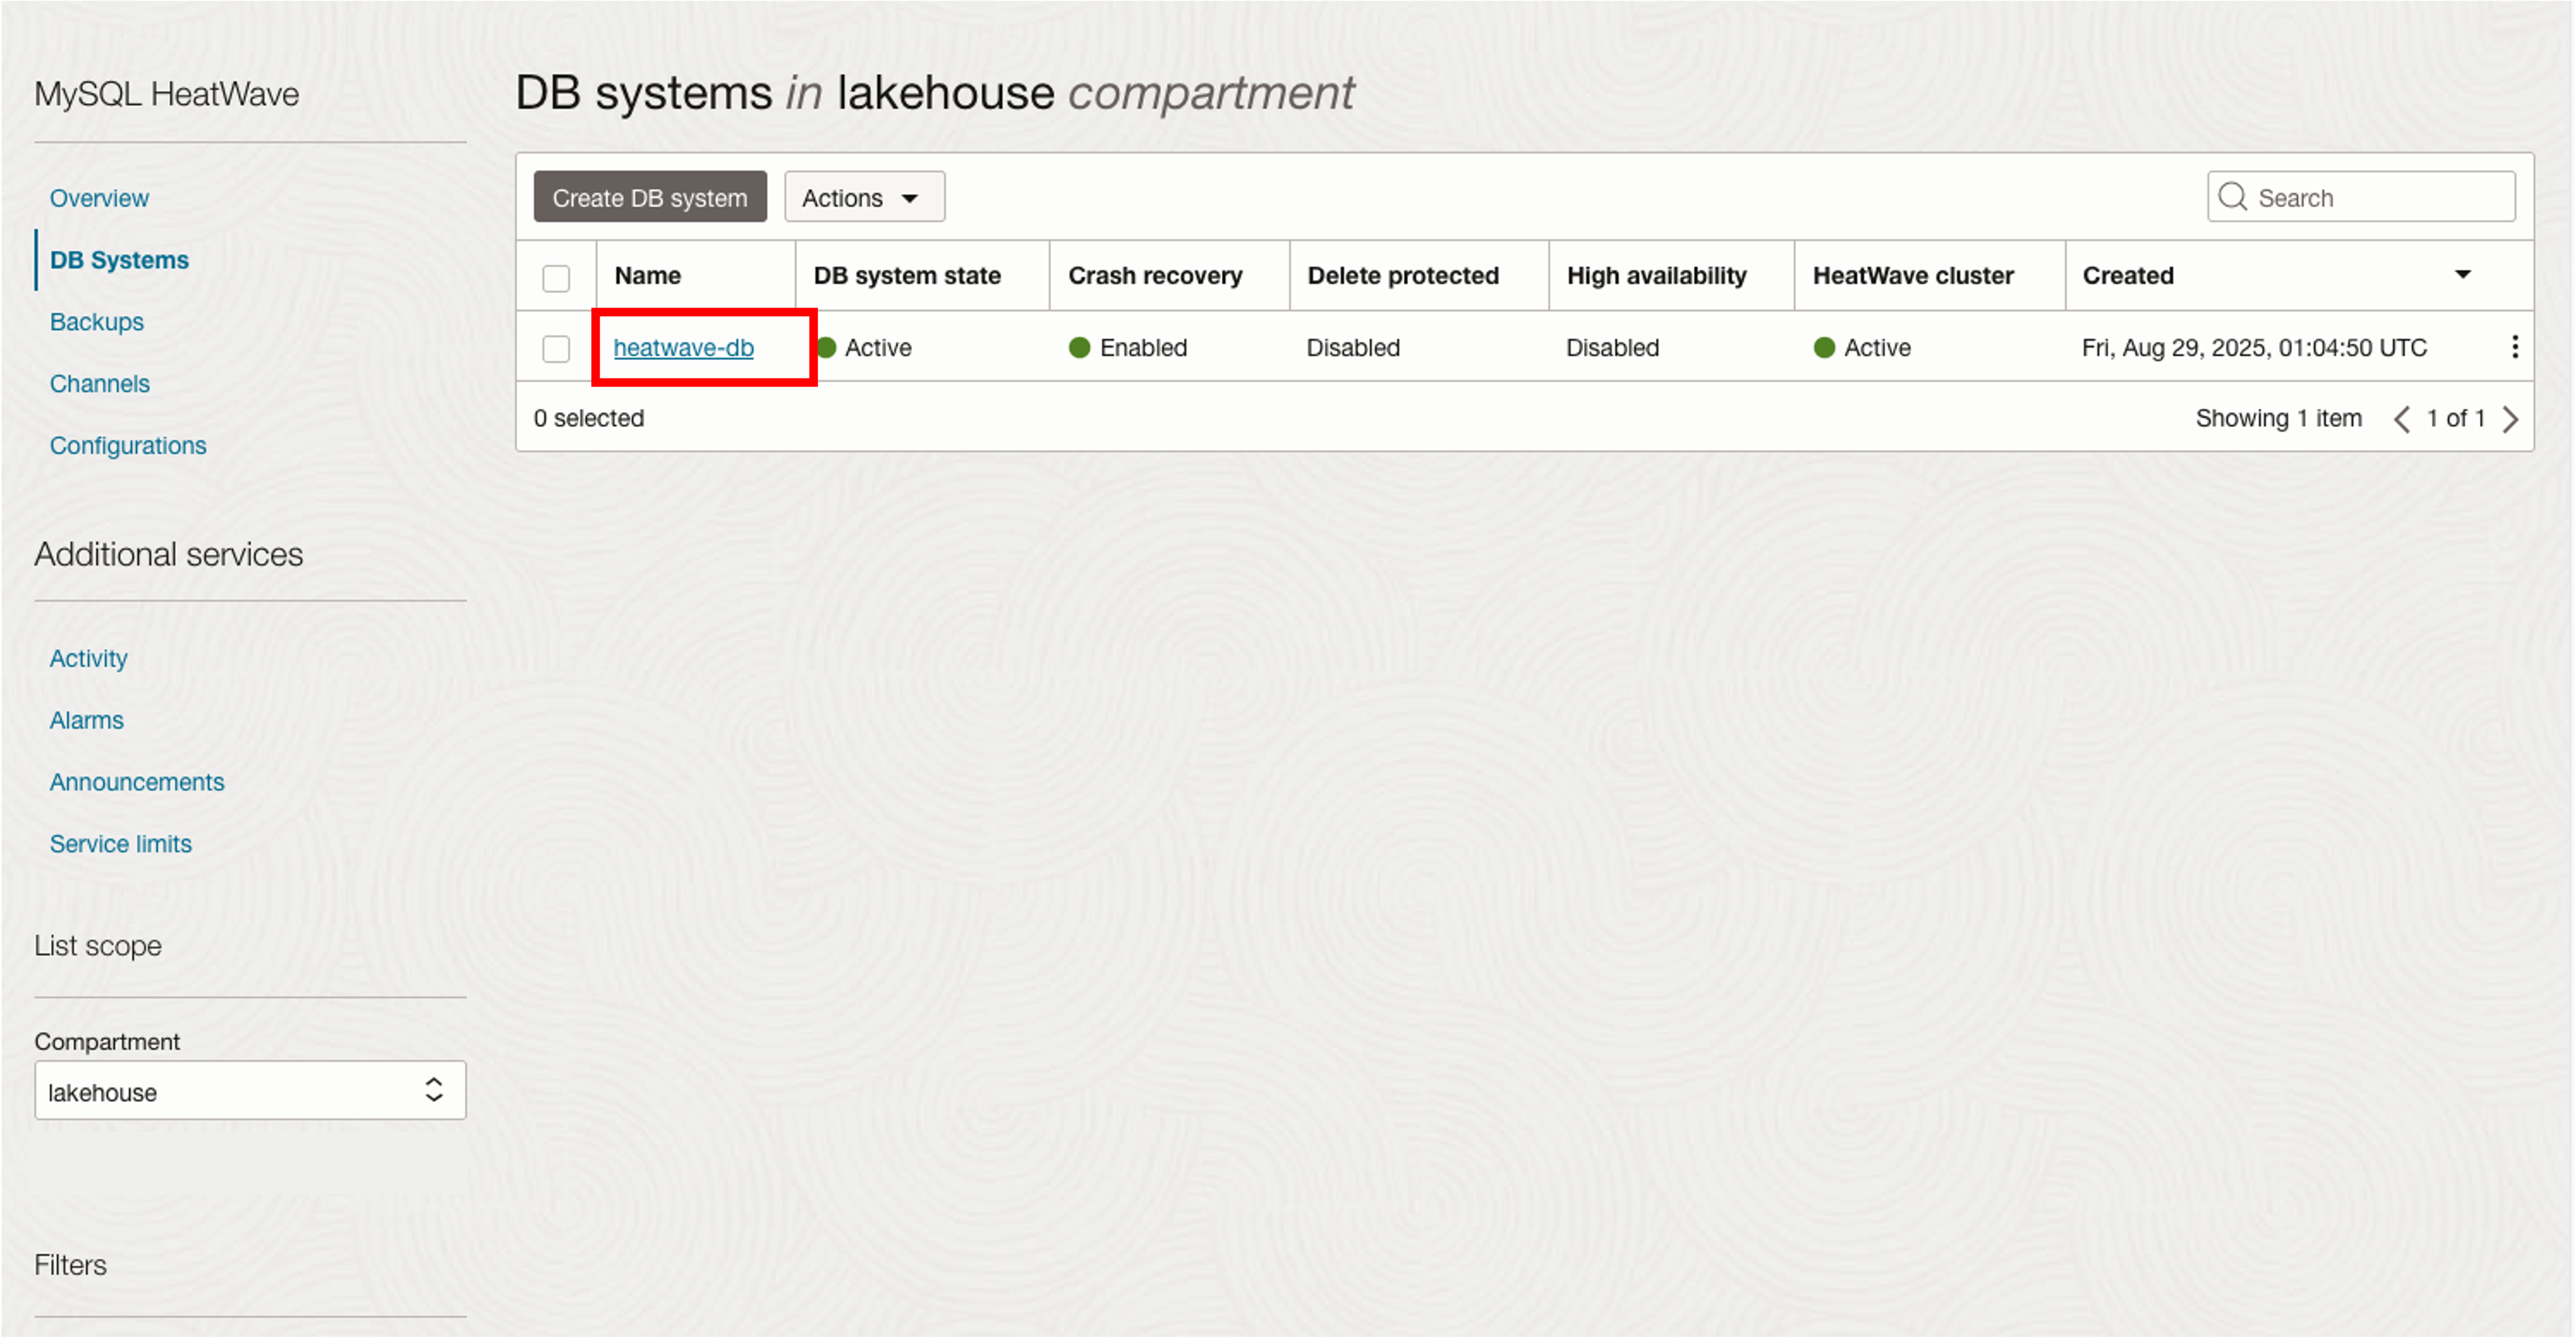 MySQL HeatWave
Overview
DB Systems
Backups
Channels
Configurations
Additional services
Activity
Alarms
Announcements
Service limits
List scope
Compartment
lakehouse
Filters
DB systems in lakehouse compartment
Create DB system Actions Search
Name DB system state Crash recovery Delete protected High availability HeatWave cluster Created
heatwave-db Active Enabled Disabled Disabled Active Fri, Aug 29, 2025, 01:04:50 UTC
0 selected Showing 1 item 1 of 1